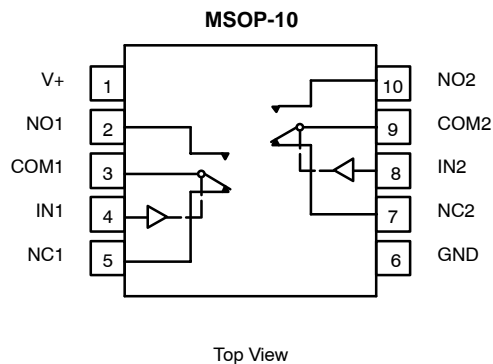 MSOP-10
V+ 1 10 NO2
NO1 2 9 COM2
COM1 3 8 IN2
IN1 4 7 NC2
NC1 5 6 GND
Top View